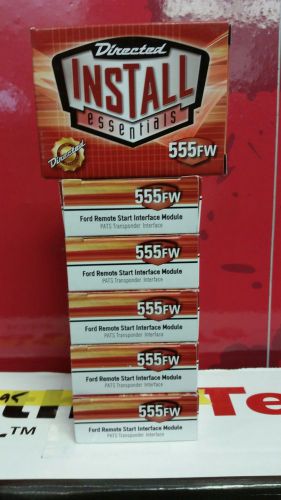 Directed
INSTALL
essentials
Directed
555FW
555FW
Ford Remote Start Interface Module
PATS Transponder Interface
555FW
Ford Remote Start Interface Module
PATS Transponder Interface
555FW
Ford Remote Start Interface Module
PATS Transponder Interface
555FW
Ford Remote Start Interface Module
PATS Transponder Interface
555FW
Ford Remote Start Interface Module
PATS Transponder Interface
Te
L.™